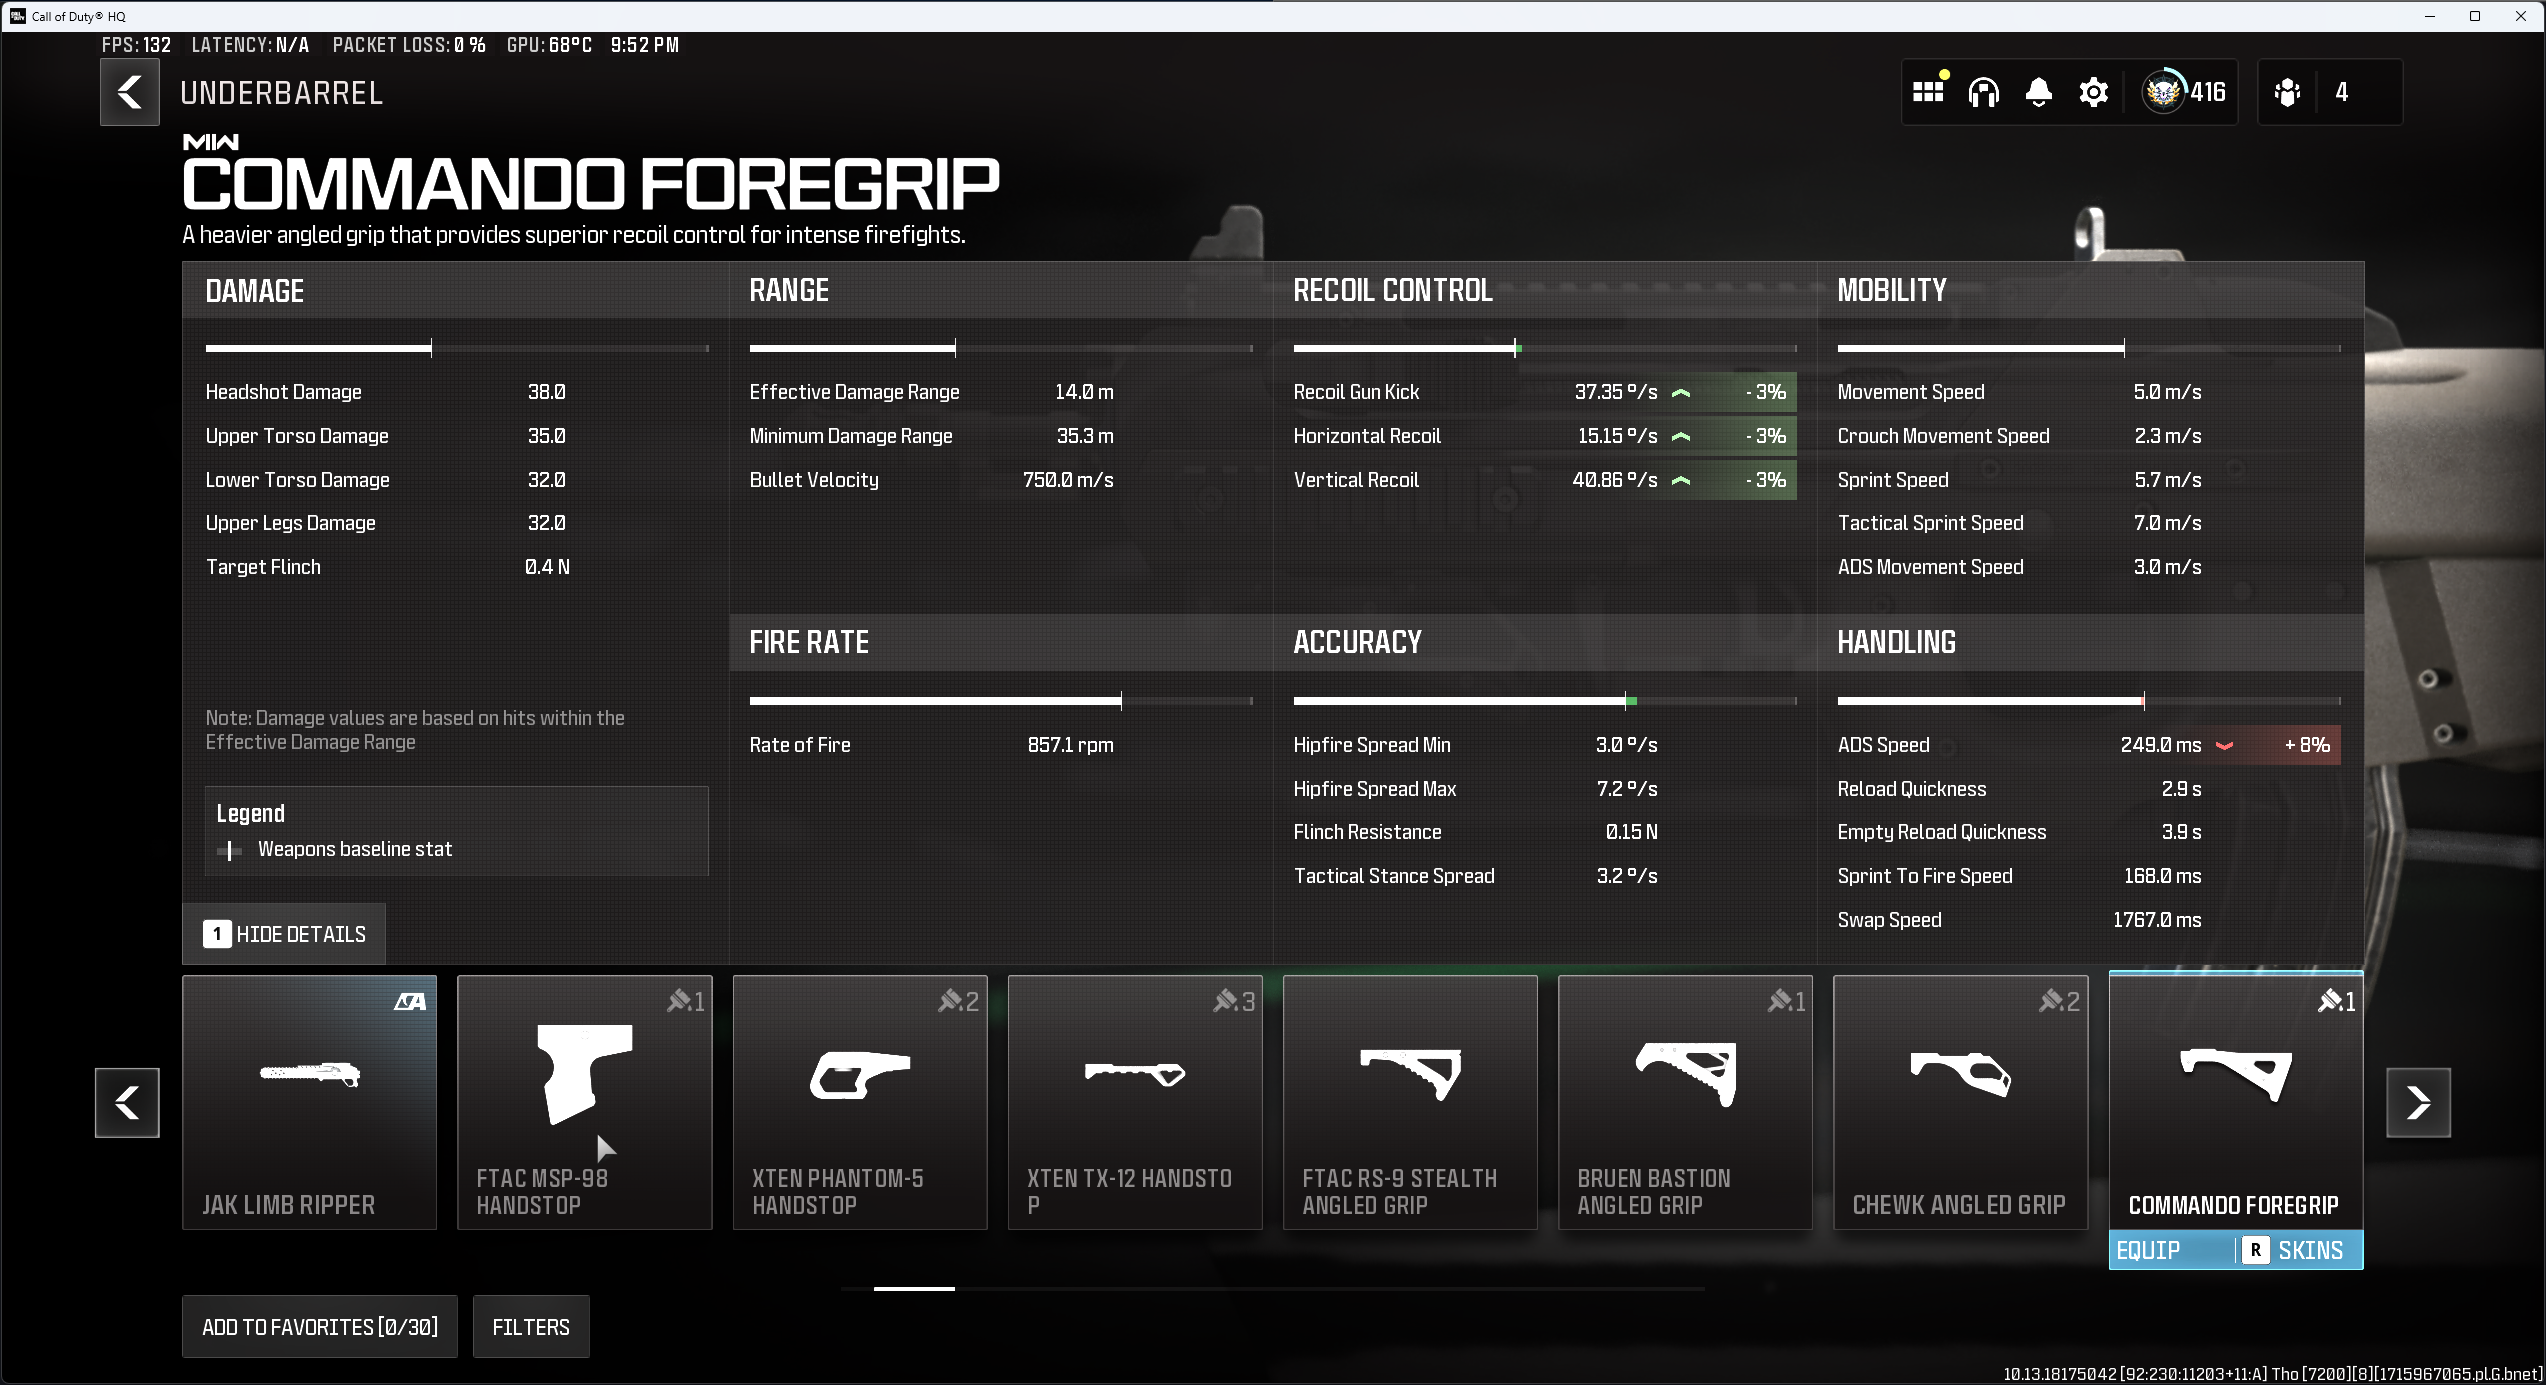 Call of Duty® HQ
FPS: 132 LATENCY: N/A PACKET LOSS: 0 % GPU: 68°C 9:52 PM
UNDERBARREL
416
4
MW
COMMANDO FOREGRIP
A heavier angled grip that provides superior recoil control for intense firefights.
DAMAGE
Headshot Damage 38.0
Upper Torso Damage 35.0
Lower Torso Damage 32.0
Upper Legs Damage 32.0
Target Flinch 0.4 N
Note: Damage values are based on hits within the
Effective Damage Range
Legend
Weapons baseline stat
1 HIDE DETAILS
RANGE
Effective Damage Range 14.0 m
Minimum Damage Range 35.3 m
Bullet Velocity 750.0 m/s
FIRE RATE
Rate of Fire 857.1 rpm
RECOIL CONTROL
Recoil Gun Kick 37.35 º/s - 3%
Horizontal Recoil 15.15 º/s - 3%
Vertical Recoil 40.86 º/s - 3%
ACCURACY
Hipfire Spread Min 3.0 º/s
Hipfire Spread Max 7.2 º/s
Flinch Resistance 0.15 N
Tactical Stance Spread 3.2 º/s
MOBILITY
Movement Speed 5.0 m/s
Crouch Movement Speed 2.3 m/s
Sprint Speed 5.7 m/s
Tactical Sprint Speed 7.0 m/s
ADS Movement Speed 3.0 m/s
HANDLING
ADS Speed 249.0 ms + 8%
Reload Quickness 2.9 s
Empty Reload Quickness 3.9 s
Sprint To Fire Speed 168.0 ms
Swap Speed 1767.0 ms
JAK LIMB RIPPER
1
FTAC MSP-98
HANDSTOP
2
XTEN PHANTOM-5
HANDSTOP
3
XTEN TX-12 HANDSTO
P
FTAC RS-9 STEALTH
ANGLED GRIP
1
BRUEN BASTION
ANGLED GRIP
2
CHEWK ANGLED GRIP
1
COMMANDO FOREGRIP
EQUIP R SKINS
ADD TO FAVORITES [0/30] FILTERS
10.13.18175042 [92:230:11203+11:A] Tho [7200][8][1715967065.pl.G.bnet]